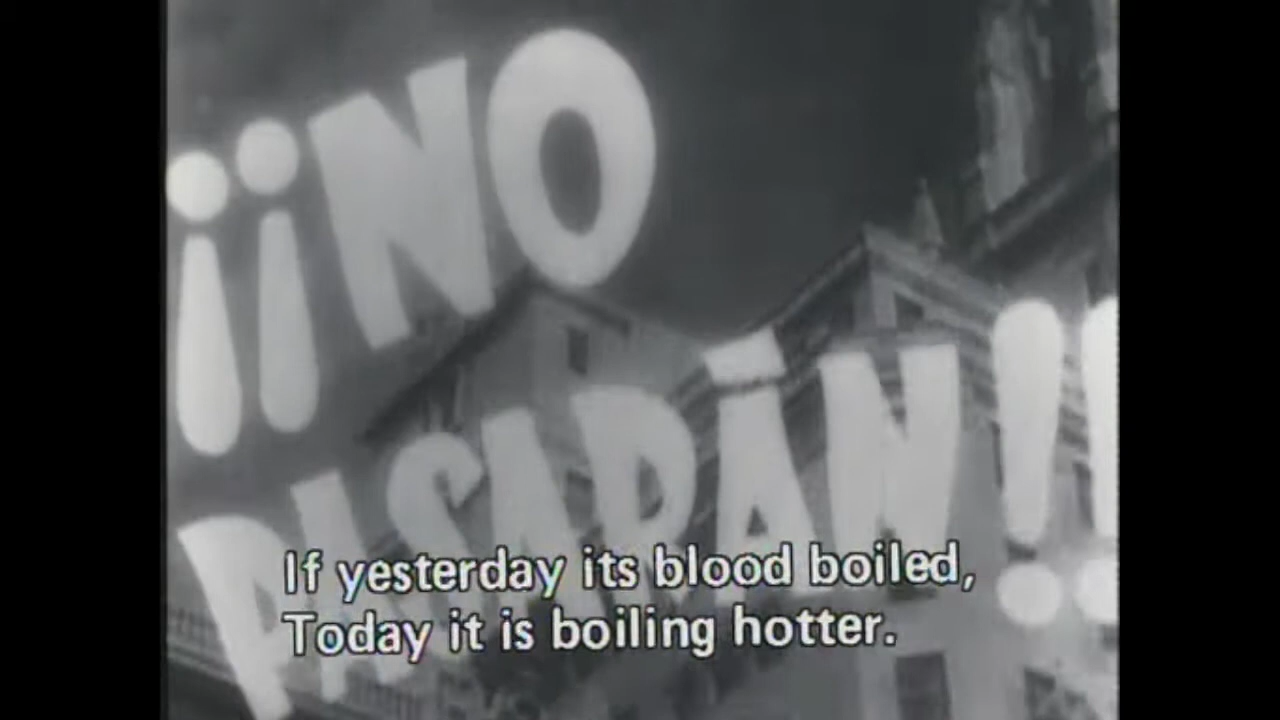 ¡¡NO
PASARÁN!!
If yesterday its blood boiled,
Today it is boiling hotter.